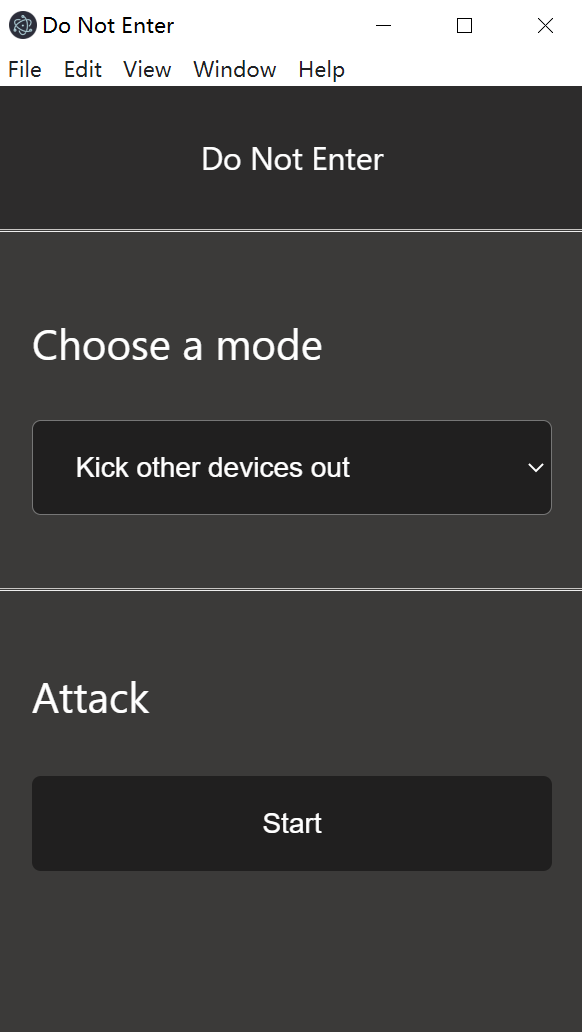 Do Not Enter
File Edit View Window Help
Do Not Enter
Choose a mode
Kick other devices out
Attack
Start